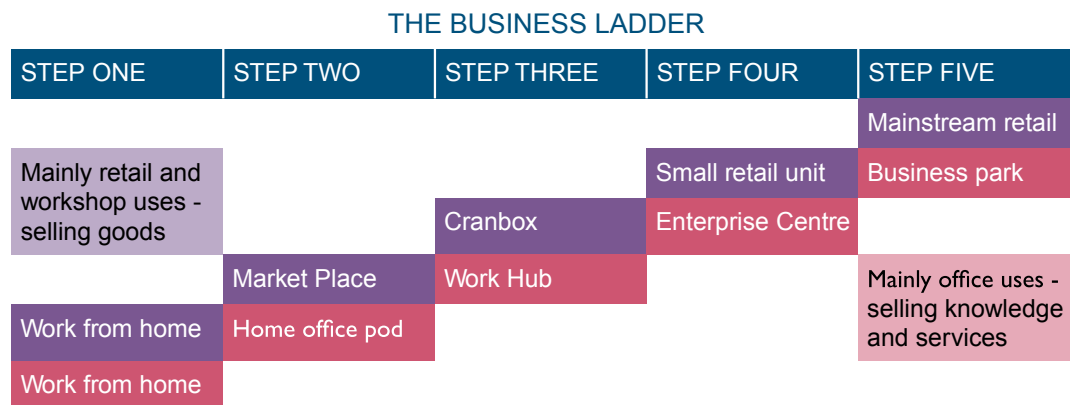 THE BUSINESS LADDER
STEP ONE
STEP TWO
STEP THREE
STEP FOUR
STEP FIVE
Mainstream retail
Mainly retail and
workshop uses -
selling goods
Small retail unit
Business park
Cranbox
Enterprise Centre
Market Place
Work Hub
Mainly office uses -
selling knowledge
and services
Work from home
Home office pod
Work from home